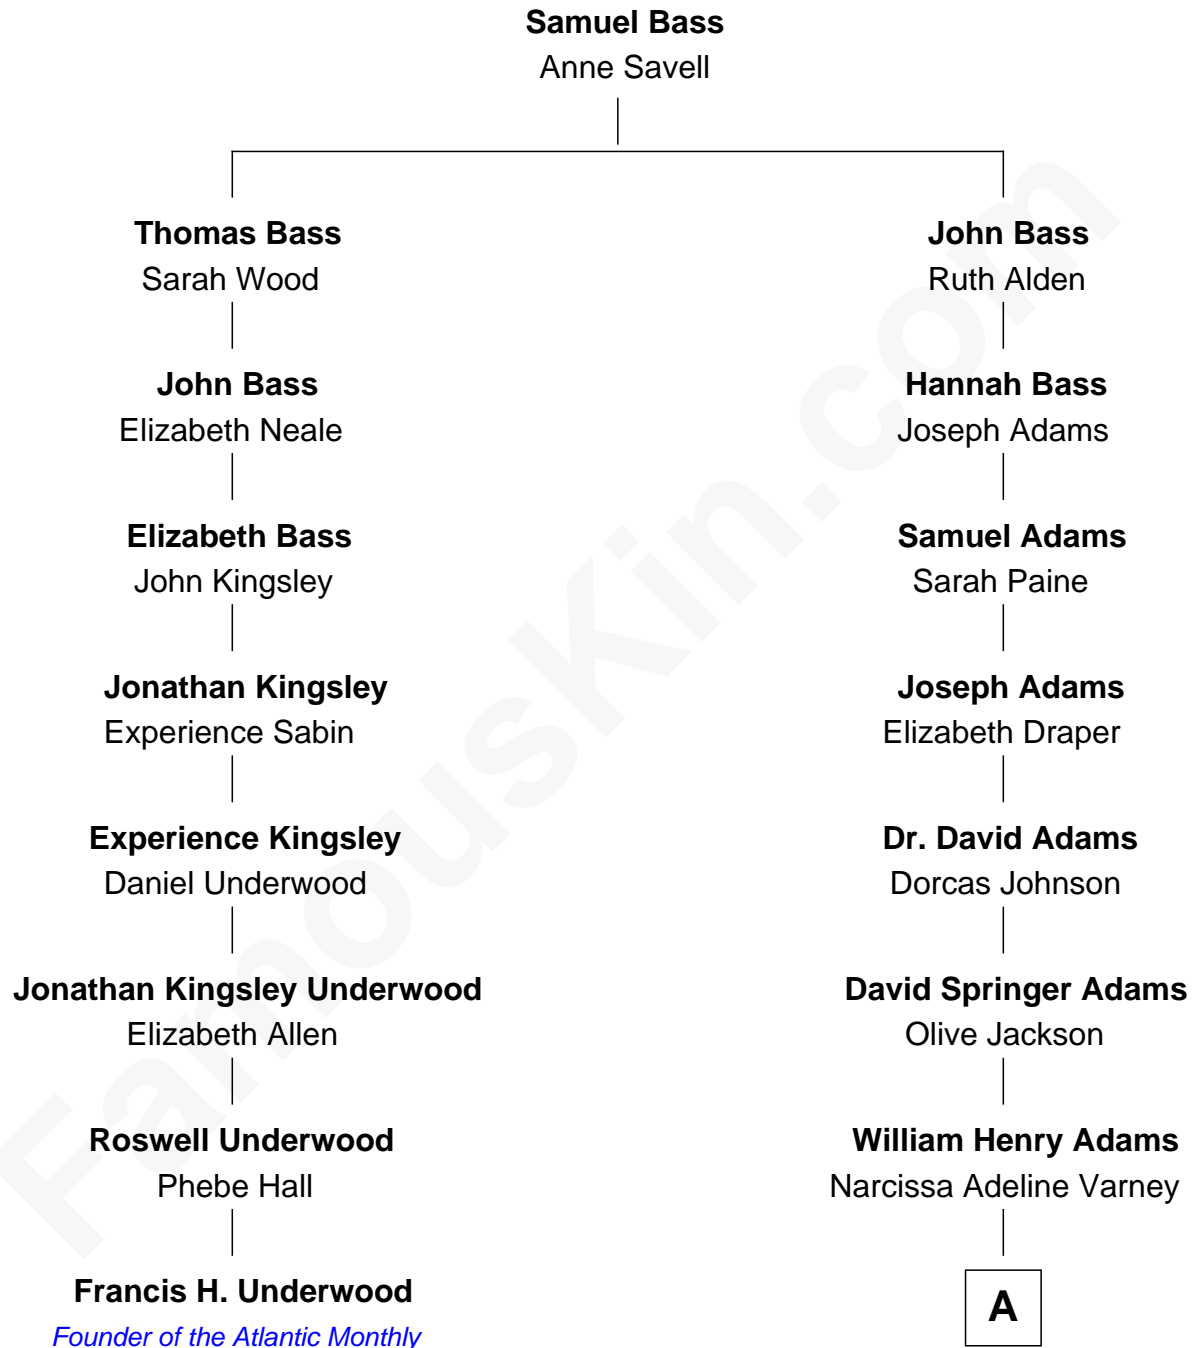 Samuel Bass
Anne Savell
Thomas Bass
Sarah Wood
John Bass
Elizabeth Neale
Elizabeth Bass
John Kingsley
Jonathan Kingsley
Experience Sabin
Experience Kingsley
Daniel Underwood
Jonathan Kingsley Underwood
Elizabeth Allen
Roswell Underwood
Phebe Hall
Francis H. Underwood
Founder of the Atlantic Monthly
John Bass
Ruth Alden
Hannah Bass
Joseph Adams
Samuel Adams
Sarah Paine
Joseph Adams
Elizabeth Draper
Dr. David Adams
Dorcas Johnson
David Springer Adams
Olive Jackson
William Henry Adams
Narcissa Adeline Varney
A
FamousKin.com